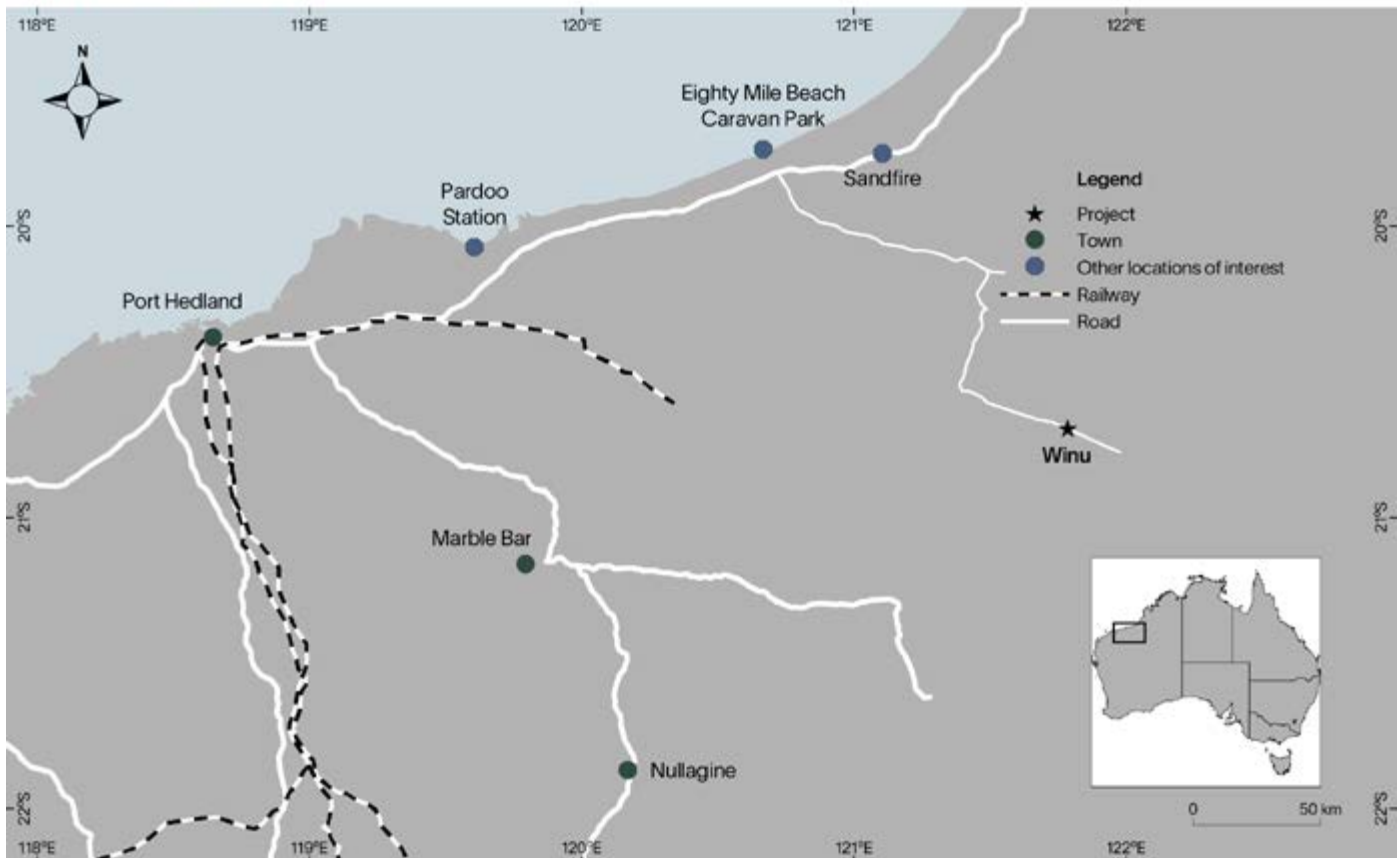 118°E
119°E
120°E
121°E
122°E
N
Eighty Mile Beach
Caravan Park
Sandfire
Pardoo
Station
Legend
Project
Town
Other locations of interest
Railway
Road
20°S
20°S
Port Hedland
Winu
21°S
21°S
Marble Bar
Nullagine
0 50 km
22°S
22°S
118°E
119°E
120°E
121°E
122°E